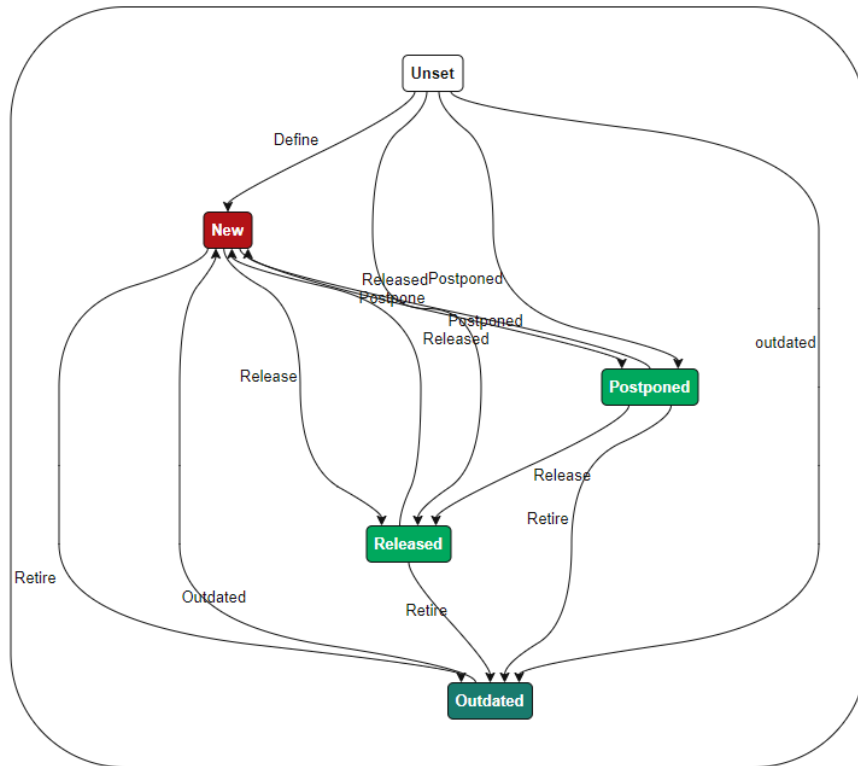 Unset
Define
New
Released
Postponed
Postpone
Postponed
Released
outdated
Release
Postponed
Release
Retire
Released
Retire
Outdated
Retire
Outdated